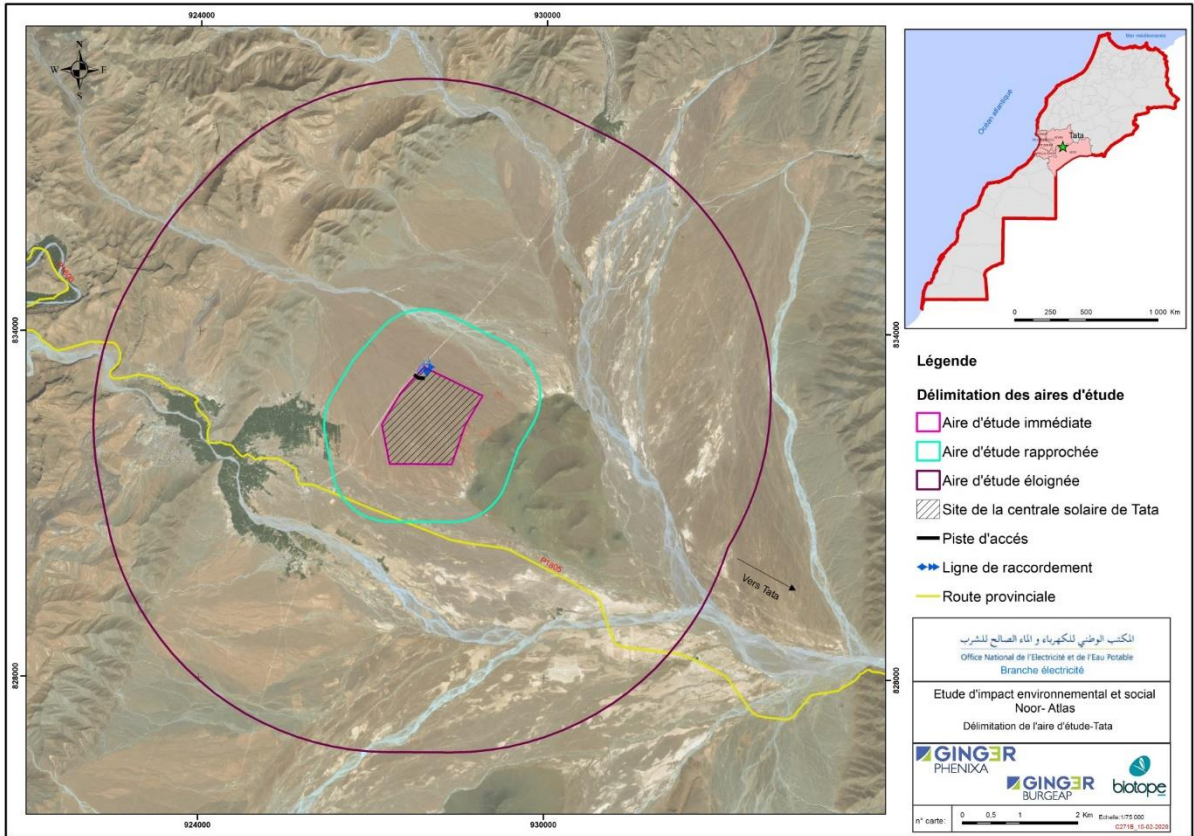 924000
930000
N
W
E
S
834000
834000
828000
828000
P1805
Vers Tata
924000
930000
Mer méditerranée
Océan atlantique
Tata
0 500 1 000 Km
Légende
Délimitation des aires d'étude
Aire d'étude immédiate
Aire d'étude rapprochée
Aire d'étude éloignée
Site de la centrale solaire de Tata
Piste d'accés
Ligne de raccordement
Route provinciale
المكتب الوطني للكهرباء و الماء الصالح للشرب
Office National de l'Electricité et de l'Eau Potable
Branche électricité
Etude d'impact environnemental et social
Noor- Atlas
Délimitation de l'aire d'étude-Tata
GINGER
PHENIXA
GINGER
BURGEAP
biotope
n° carte:
0 0,5 1 2 Km
Echelle:1/75 000
C271B_10-02-2020